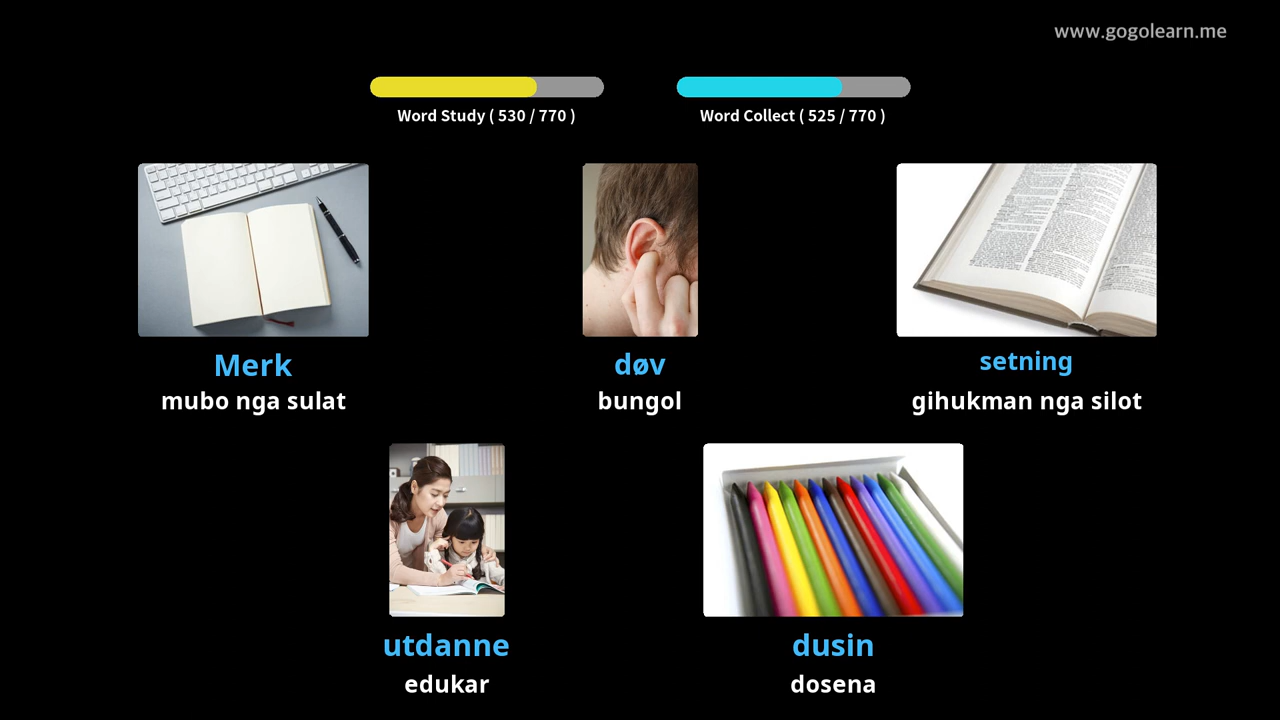 www.gogolearn.me
Word Study ( 530 / 770 )
Word Collect ( 525 / 770 )
Merk
mubo nga sulat
døv
bungol
setning
gihukman nga silot
utdanne
edukar
dusin
dosena